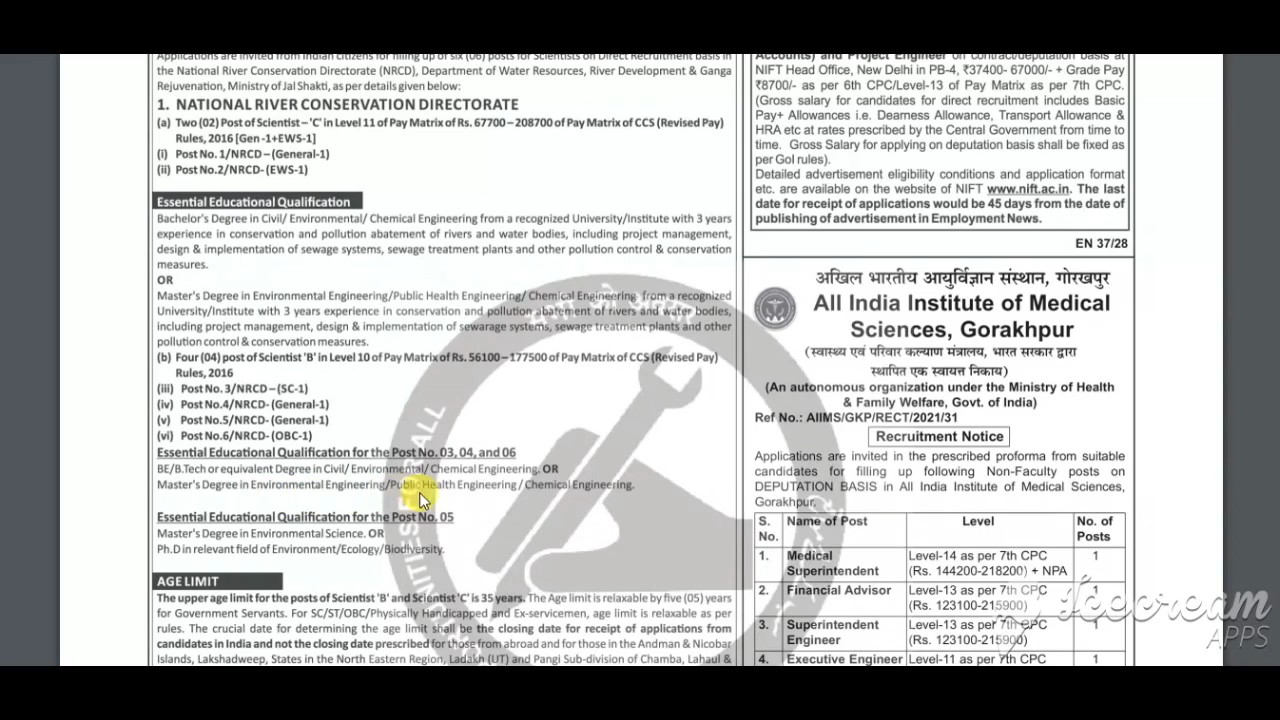 Applications are invited from Indian citizens for filling up of six (06) posts for Scientists on Direct Recruitment basis in
the National River Conservation Directorate (NRCD), Department of Water Resources, River Development & Ganga
Rejuvenation, Ministry of Jal Shakti, as per details given below:
1. NATIONAL RIVER CONSERVATION DIRECTORATE
(a) Two (02) Post of Scientist – 'C' in Level 11 of Pay Matrix of Rs. 67700 – 208700 of Pay Matrix of CCS (Revised Pay)
Rules, 2016 [Gen -1+EWS-1]
(i) Post No. 1/NRCD – (General-1)
(ii) Post No.2/NRCD- (EWS-1)
Essential Educational Qualification
Bachelor's Degree in Civil/ Environmental/ Chemical Engineering from a recognized University/Institute with 3 years
experience in conservation and pollution abatement of rivers and water bodies, including project management,
design & implementation of sewage systems, sewage treatment plants and other pollution control & conservation
measures.
OR
Master's Degree in Environmental Engineering/Public Health Engineering/ Chemical Engineering from a recognized
University/Institute with 3 years experience in conservation and pollution abatement of rivers and water bodies,
including project management, design & implementation of sewarage systems, sewage treatment plants and other
pollution control & conservation measures.
(b) Four (04) post of Scientist 'B' in Level 10 of Pay Matrix of Rs. 56100 – 177500 of Pay Matrix of CCS (Revised Pay)
Rules, 2016
(iii) Post No. 3/NRCD – (SC-1)
(iv) Post No.4/NRCD- (General-1)
(v) Post No.5/NRCD- (General-1)
(vi) Post No.6/NRCD- (OBC-1)
Essential Educational Qualification for the Post No. 03, 04, and 06
BE/B.Tech or equivalent Degree in Civil/ Environmental/ Chemical Engineering. OR
Master's Degree in Environmental Engineering/Public Health Engineering / Chemical Engineering.
Essential Educational Qualification for the Post No. 05
Master's Degree in Environmental Science. OR
Ph.D in relevant field of Environment/Ecology/Biodiversity.
AGE LIMIT
The upper age limit for the posts of Scientist 'B' and Scientist 'C' is 35 years. The Age limit is relaxable by five (05) years
for Government Servants. For SC/ST/OBC/Physically Handicapped and Ex-servicemen, age limit is relaxable as per
rules. The crucial date for determining the age limit shall be the closing date for receipt of applications from
candidates in India and not the closing date prescribed for those from abroad and for those in the Andman & Nicobar
Islands, Lakshadweep, States in the North Eastern Region, Ladakh (UT) and Pangi Sub-division of Chamba, Lahaul &
Accounts) and Project Engineer on contract/deputation basis at
NIFT Head Office, New Delhi in PB-4, ₹37400- 67000/- + Grade Pay
₹8700/- as per 6th CPC/Level-13 of Pay Matrix as per 7th CPC.
(Gross salary for candidates for direct recruitment includes Basic
Pay+ Allowances i.e. Dearness Allowance, Transport Allowance &
HRA etc at rates prescribed by the Central Government from time to
time. Gross Salary for applying on deputation basis shall be fixed as
per GoI rules).
Detailed advertisement eligibility conditions and application format
etc. are available on the website of NIFT www.nift.ac.in. The last
date for receipt of applications would be 45 days from the date of
publishing of advertisement in Employment News.
EN 37/28
अखिल भारतीय आयुर्विज्ञान संस्थान, गोरखपुर
All India Institute of Medical
Sciences, Gorakhpur
(स्वास्थ्य एवं परिवार कल्याण मंत्रालय, भारत सरकार द्वारा
स्थापित एक स्वायत्त निकाय)
(An autonomous organization under the Ministry of Health
& Family Welfare, Govt. of India)
Ref No.: AIIMS/GKP/RECT/2021/31
Recruitment Notice
Applications are invited in the prescribed proforma from suitable
candidates for filling up following Non-Faculty posts on
DEPUTATION BASIS in All India Institute of Medical Sciences,
Gorakhpur.
S. No. Name of Post Level No. of Posts
1. Medical Superintendent Level-14 as per 7th CPC (Rs. 144200-218200) + NPA 1
2. Financial Advisor Level-13 as per 7th CPC (Rs. 123100-215900) 1
3. Superintendent Engineer Level-13 as per 7th CPC (Rs. 123100-215900) 1
4. Executive Engineer Level-11 as per 7th CPC 1
Icecream
APPS